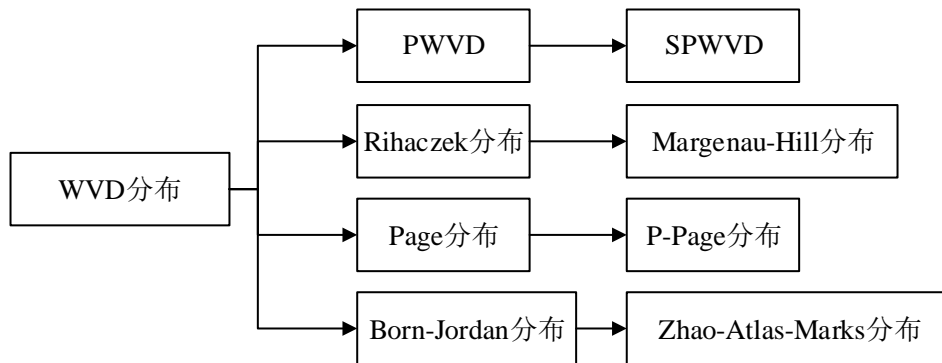 PWVD
SPWVD
Rihaczek分布
Margenau-Hill分布
WVD分布
Page分布
P-Page分布
Born-Jordan分布
Zhao-Atlas-Marks分布